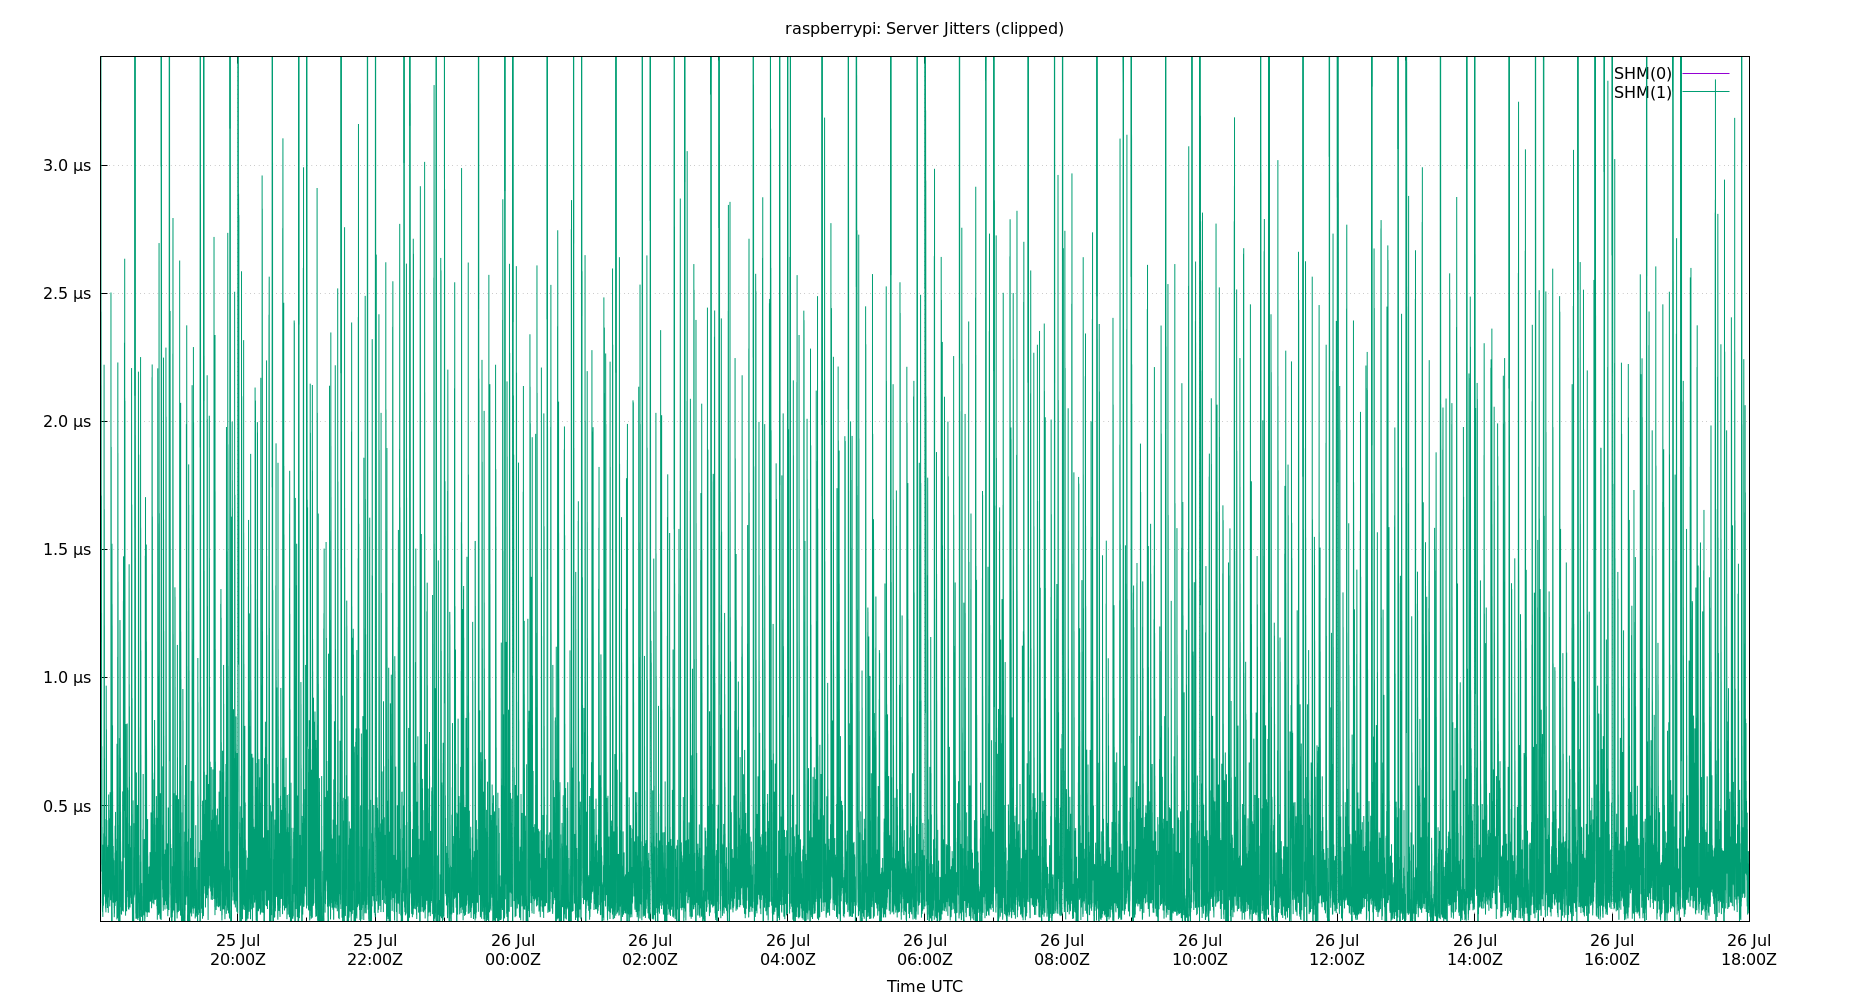 raspberrypi: Server Jitters (clipped)
SHM(0)
SHM(1)
3.0 µs
2.5 µs
2.0 µs
1.5 µs
1.0 µs
0.5 µs
25 Jul 25 Jul 26 Jul 26 Jul 26 Jul 26 Jul 26 Jul 26 Jul 26 Jul 26 Jul 26 Jul 26 Jul
20:00Z 22:00Z 00:00Z 02:00Z 04:00Z 06:00Z 08:00Z 10:00Z 12:00Z 14:00Z 16:00Z 18:00Z
Time UTC